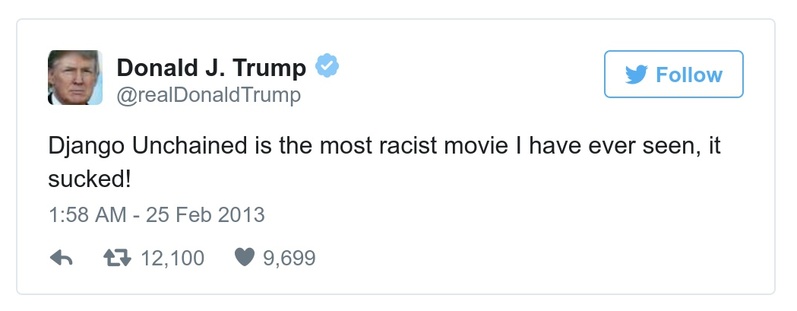 Donald J. Trump
Follow
@realDonaldTrump
Django Unchained is the most racist movie I have ever seen, it
sucked!
1:58 AM - 25 Feb 2013
12,100 9,699